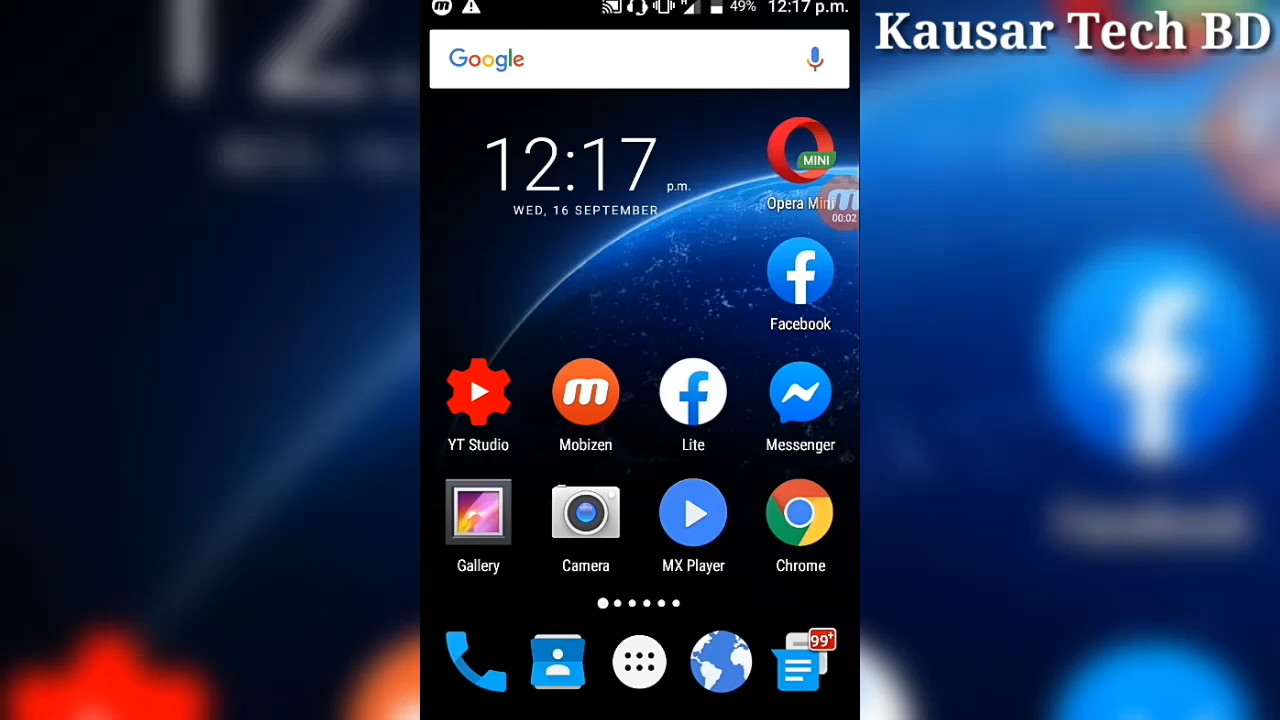 49% 12:17 p.m.
Kausar Tech BD
Google
12:17 p.m.
WED, 16 SEPTEMBER
MINI
Opera Mini
00:02
Facebook
YT Studio
Mobizen
Lite
Messenger
Gallery
Camera
MX Player
Chrome
99+